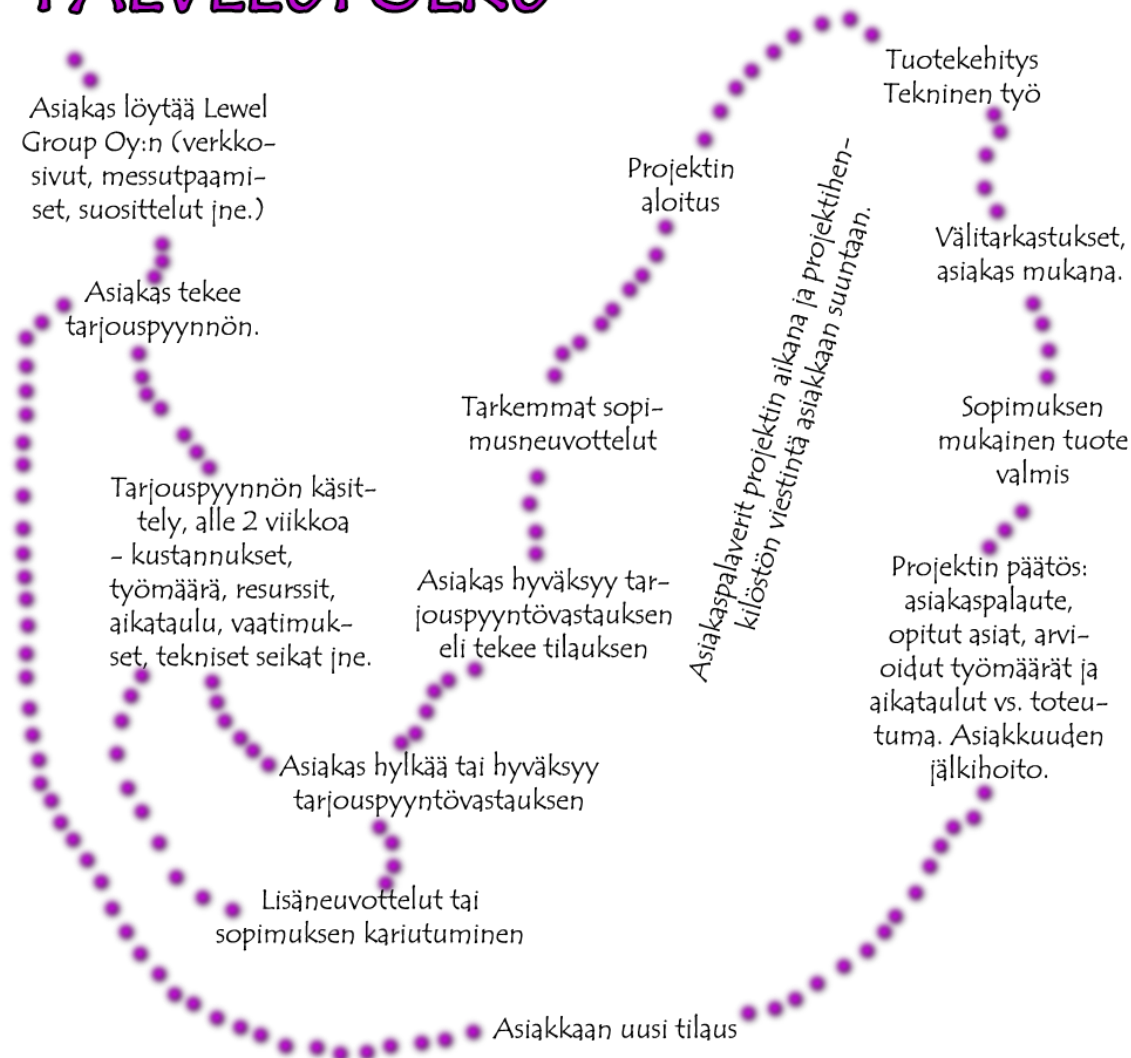 PALVELUPOLKU
Asiakas löytää Lewel
Group Oy:n (verkko-
sivut, messutpaami-
set, suosittelut jne.)
Asiakas tekee
tarjouspyynnön.
Tarjouspyynnön käsit-
tely, alle 2 viikkoa
- kustannukset,
työmäärä, resurssit,
aikataulu, vaatimuk-
set, tekniset seikat jne.
Asiakas hylkää tai hyväksyy
tarjouspyyntövastauksen
Lisäneuvottelut tai
sopimuksen kariutuminen
Asiakas hyväksyy tar-
jouspyyntövastauksen
eli tekee tilauksen
Tarkemmat sopi-
musneuvottelut
Projektin
aloitus
Asiakaspalaverit projektin aikana ja projektihen-
kilöstön viestintä asiakkaan suuntaan.
Tuotekehitys
Tekninen työ
Välitarkastukset,
asiakas mukana.
Sopimuksen
mukainen tuote
valmis
Projektin päätös:
asiakaspalaute,
opitut asiat, arvi-
oidut työmäärät ja
aikataulut vs. toteu-
tuma. Asiakkuuden
jälkihoito.
Asiakkaan uusi tilaus